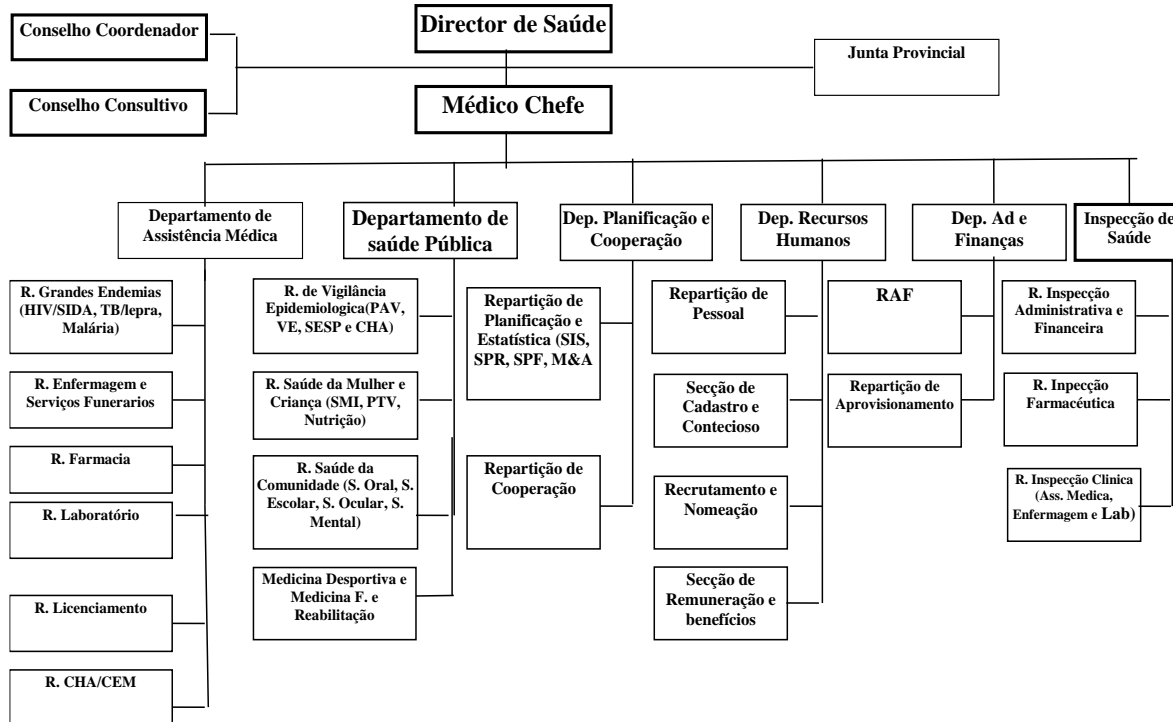 Director de Saúde
Conselho Coordenador
Junta Provincial
Conselho Consultivo
Médico Chefe
Departamento de
Assistência Médica
Departamento de
saúde Pública
Dep. Planificação e
Cooperação
Dep. Recursos
Humanos
Dep. Ad e
Finanças
Inspecção de
Saúde
R. Grandes Endemias
(HIV/SIDA, TB/lepra,
Malária)
R. Enfermagem e
Serviços Funerarios
R. Farmacia
R. Laboratório
R. Licenciamento
R. CHA/CEM
R. de Vigilância
Epidemiologica(PAV,
VE, SESP e CHA)
R. Saúde da Mulher e
Criança (SMI, PTV,
Nutrição)
R. Saúde da
Comunidade (S. Oral, S.
Escolar, S. Ocular, S.
Mental)
Medicina Desportiva e
Medicina F. e
Reabilitação
Repartição de
Planificação e
Estatística (SIS,
SPR, SPF, M&A
Repartição de
Cooperação
Repartição de
Pessoal
Secção de
Cadastro e
Contecioso
Recrutamento e
Nomeação
Secção de
Remuneração e
benefícios
RAF
Repartição de
Aprovisionamento
R. Inspecção
Administrativa e
Financeira
R. Inpecção
Farmacéutica
R. Inspecção Clinica
(Ass. Medica,
Enfermagem e Lab)